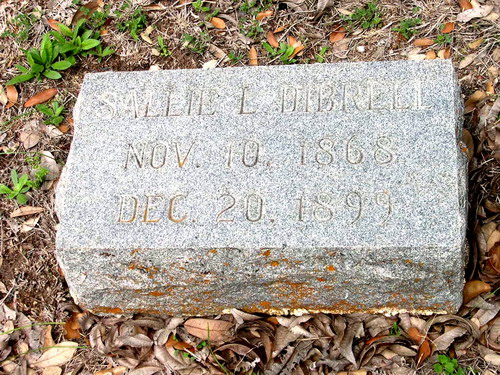 SALLIE L. DIBRELL
NOV. 10, 1868
DEC. 20, 1899